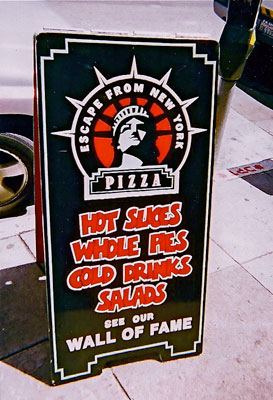 ESCAPE FROM NEW YORK
PIZZA
HOT SLICES
WHOLE PIES
COLD DRINKS
SALADS
SEE OUR
WALL OF FAME